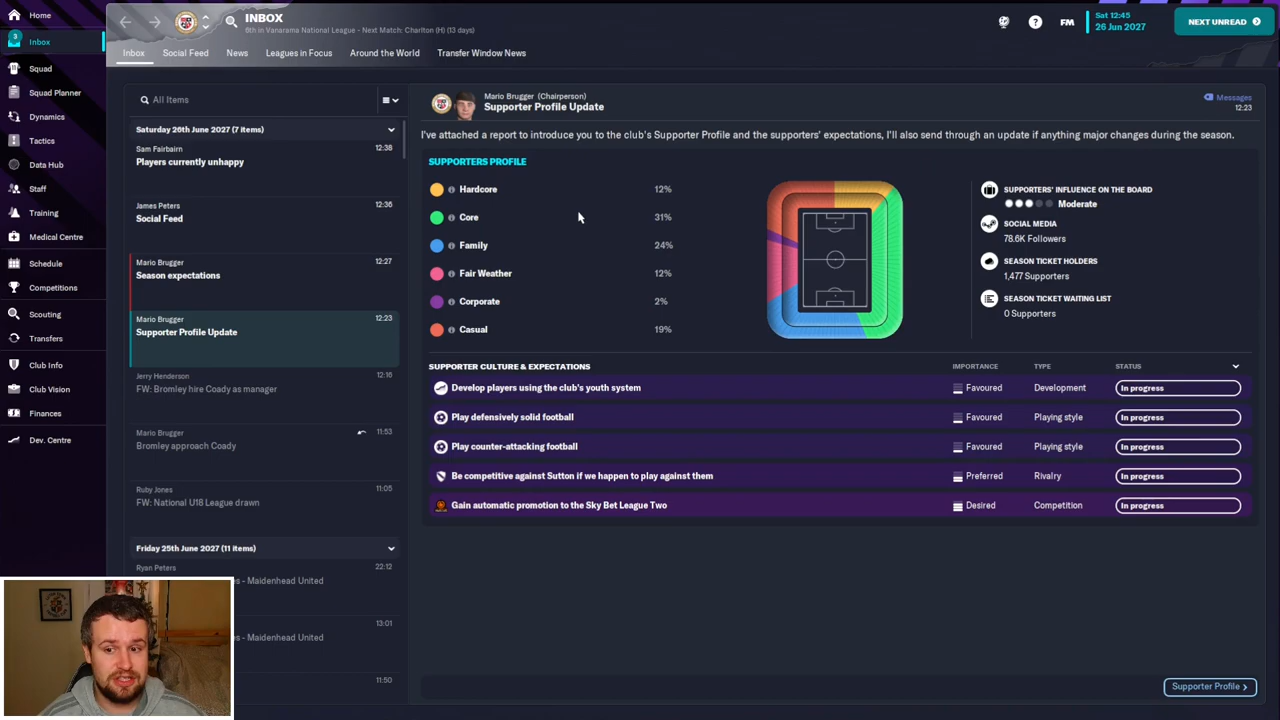 Home
3
Inbox
Squad
Squad Planner
Dynamics
Tactics
Data Hub
Staff
Training
Medical Centre
Schedule
Competitions
Scouting
Transfers
Club Info
Club Vision
Finances
Dev. Centre
INBOX
6th in Vanarama National League - Next Match: Charlton (H) (13 days)
FM
Sat 12:45
26 Jun 2027
NEXT UNREAD
Inbox
Social Feed
News
Leagues in Focus
Around the World
Transfer Window News
All Items
Saturday 26th June 2027 (7 items)
Sam Fairbairn 12:38
Players currently unhappy
James Peters 12:36
Social Feed
Mario Brugger 12:27
Season expectations
Mario Brugger 12:23
Supporter Profile Update
Jerry Henderson 12:16
FW: Bromley hire Coady as manager
Mario Brugger 11:53
Bromley approach Coady
Ruby Jones 11:05
FW: National U18 League drawn
Friday 25th June 2027 (11 items)
Ryan Peters 22:12
es - Maidenhead United
13:01
es - Maidenhead United
11:50
Mario Brugger (Chairperson)
Supporter Profile Update
Messages
12:23
I've attached a report to introduce you to the club's Supporter Profile and the supporters' expectations, I'll also send through an update if anything major changes during the season.
SUPPORTERS PROFILE
Hardcore 12%
Core 31%
Family 24%
Fair Weather 12%
Corporate 2%
Casual 19%
SUPPORTERS' INFLUENCE ON THE BOARD
Moderate
SOCIAL MEDIA
78.6K Followers
SEASON TICKET HOLDERS
1,477 Supporters
SEASON TICKET WAITING LIST
0 Supporters
SUPPORTER CULTURE & EXPECTATIONS IMPORTANCE TYPE STATUS
Develop players using the club's youth system Favoured Development In progress
Play defensively solid football Favoured Playing style In progress
Play counter-attacking football Favoured Playing style In progress
Be competitive against Sutton if we happen to play against them Preferred Rivalry In progress
Gain automatic promotion to the Sky Bet League Two Desired Competition In progress
Supporter Profile